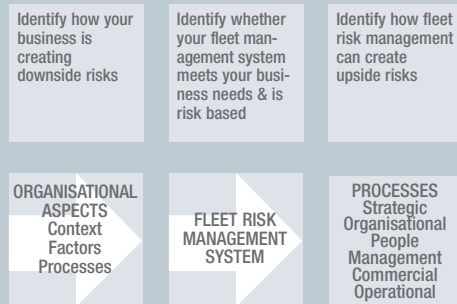 Identify how your
business is
creating
downside risks
Identify whether
your fleet man-
agement system
meets your busi-
ness needs & is
risk based
Identify how fleet
risk management
can create
upside risks
ORGANISATIONAL
ASPECTS
Context
Factors
Processes
FLEET RISK
MANAGEMENT
SYSTEM
PROCESSES
Strategic
Organisational
People
Management
Commercial
Operational